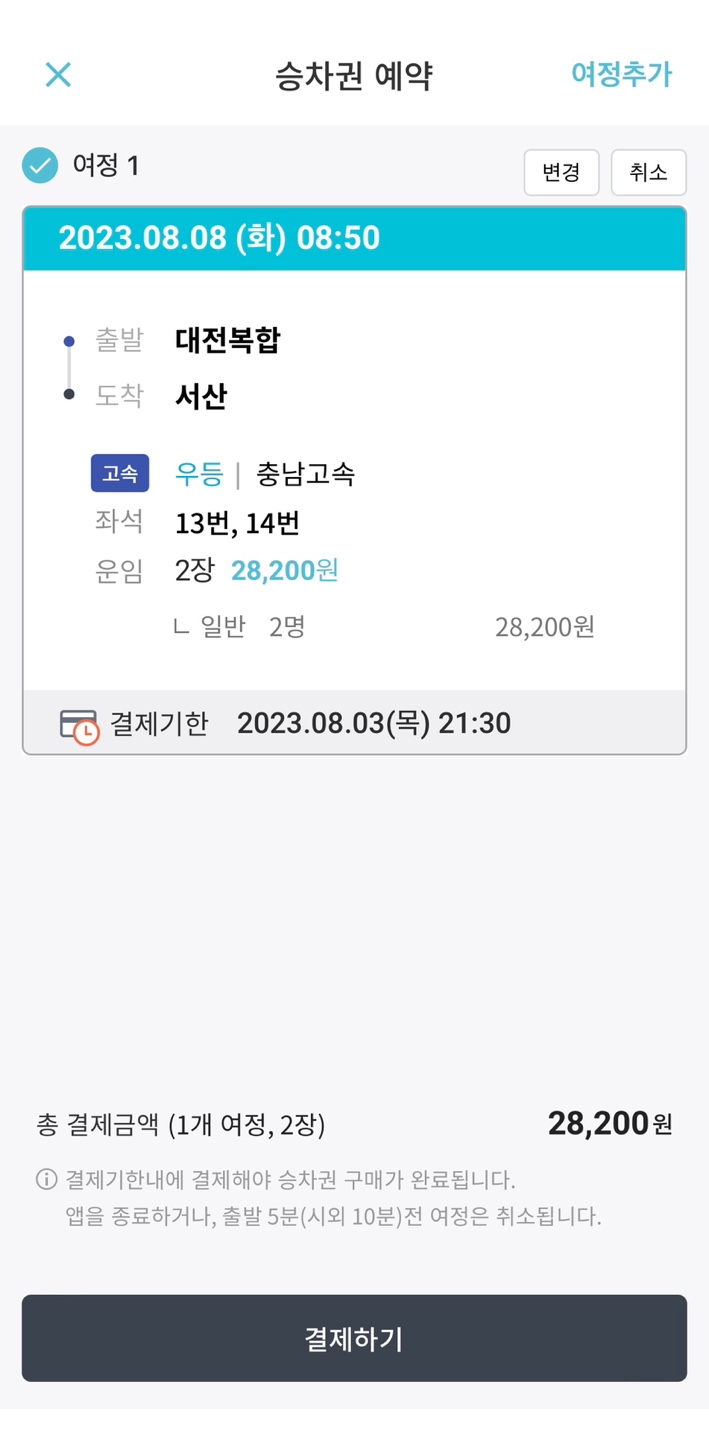 승차권 예약
여정추가
여정 1
변경
취소
2023.08.08 (화) 08:50
출발 대전복합
도착 서산
고속 우등 | 충남고속
좌석 13번, 14번
운임 2장 28,200원
ㄴ 일반 2명 28,200원
결제기한 2023.08.03(목) 21:30
총 결제금액 (1개 여정, 2장) 28,200원
결제기한내에 결제해야 승차권 구매가 완료됩니다.
앱을 종료하거나, 출발 5분(시외 10분)전 여정은 취소됩니다.
결제하기